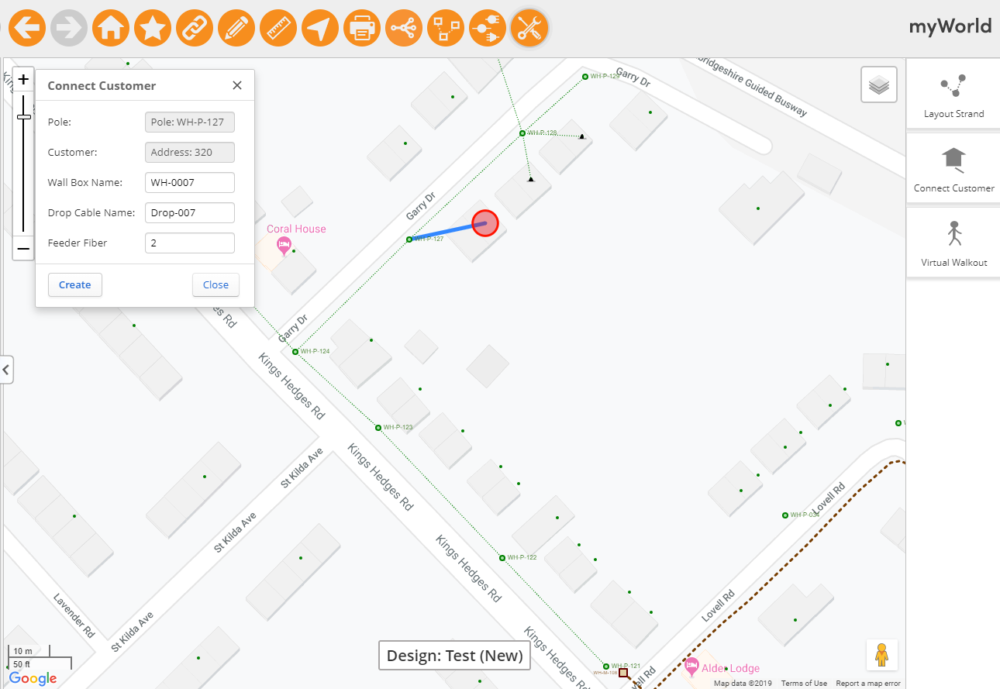 myWorld
Connect Customer
Pole:
Pole: WH-P-127
Customer:
Address: 320
Wall Box Name:
WH-0007
Drop Cable Name:
Drop-007
Feeder Fiber
2
Create
Close
Layout Strand
Connect Customer
Virtual Walkout
WH-P-129
Garry Dr
bridgeshire Guided Busway
WH-P-128
Garry Dr
Coral House
WH-P-127
Garry Dr
WH-P-124
Kings Hedges Rd
WH-P-123
St Kilda Ave
Kings Hedges Rd
Lovell Rd
WH-P-034
St Kilda Ave
WH-P-122
Kings Hedges Rd
Lavender Rd
St Kilda Ave
Lovell Rd
Kings Hedges Rd
10 m
50 ft
Google
Design: Test (New)
WH-P-121
WH-M-108
Alder Lodge
Map data ©2019
Terms of Use
Report a map error